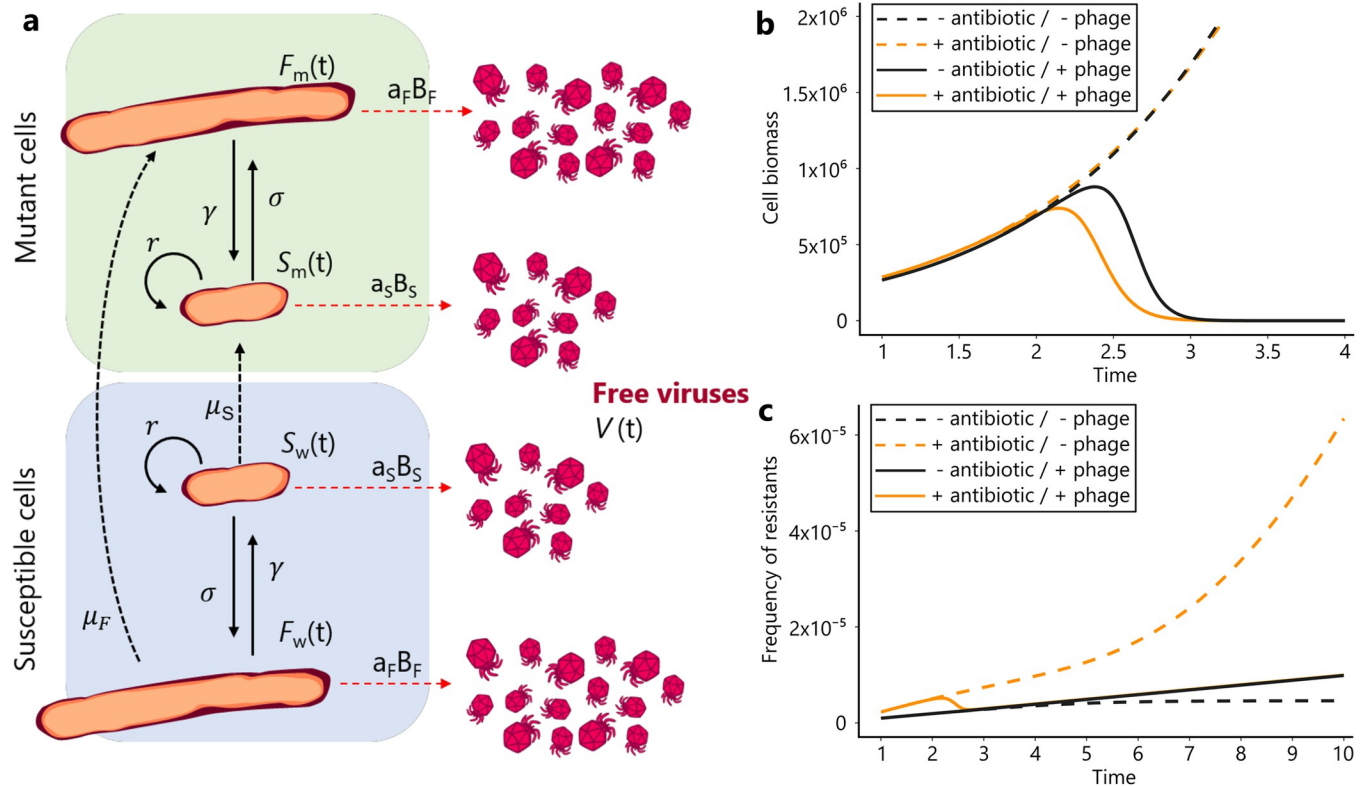 a
Mutant cells
Fm(t)
aFBF
γ
σ
r
Sm(t)
aSBS
μS
Free viruses
V (t)
Susceptible cells
r
Sw(t)
aSBS
σ
γ
μF
Fw(t)
aFBF
b
- antibiotic / - phage
+ antibiotic / - phage
- antibiotic / + phage
+ antibiotic / + phage
Cell biomass
2x10⁶
1.5x10⁶
1x10⁶
5x10⁵
0
1 1.5 2 2.5 3 3.5 4
Time
c
- antibiotic / - phage
+ antibiotic / - phage
- antibiotic / + phage
+ antibiotic / + phage
Frequency of resistants
6x10⁻⁵
4x10⁻⁵
2x10⁻⁵
0
1 2 3 4 5 6 7 8 9 10
Time